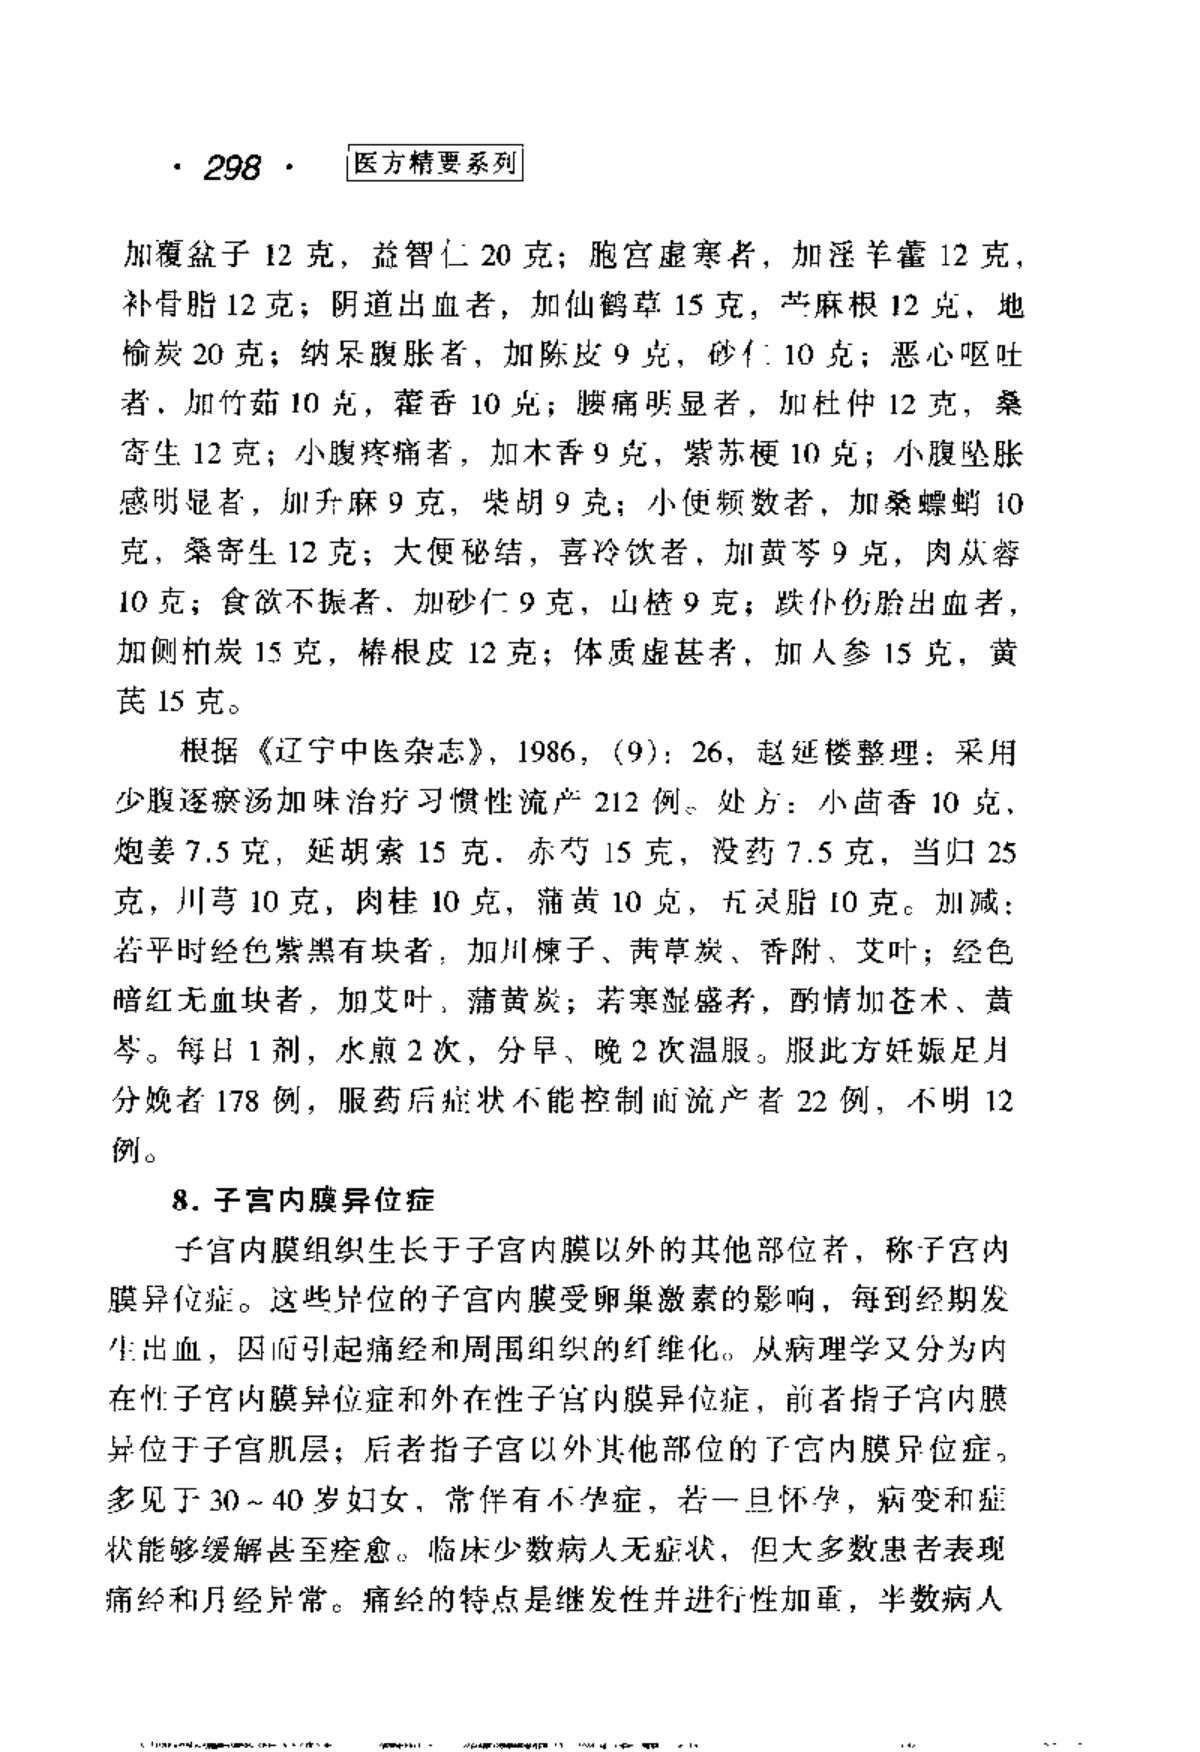 · 298 · 医方精要系列
加覆盆子 12 克，益智仁 20 克；胞宫虚寒者，加淫羊藿 12 克，
补骨脂 12 克；阴道出血者，加仙鹤草 15 克，苎麻根 12 克，地
榆炭 20 克；纳呆腹胀者，加陈皮 9 克，砂仁 10 克；恶心呕吐
者，加竹茹 10 克，藿香 10 克；腰痛明显者，加杜仲 12 克，桑
寄生 12 克；小腹疼痛者，加木香 9 克，紫苏梗 10 克；小腹坠胀
感明显者，加升麻 9 克，柴胡 9 克；小便频数者，加桑螵蛸 10
克，桑寄生 12 克；大便秘结，喜冷饮者，加黄芩 9 克，肉苁蓉
10 克；食欲不振者，加砂仁 9 克，山楂 9 克；跌仆伤胎出血者，
加侧柏炭 15 克，椿根皮 12 克；体质虚甚者，加人参 15 克，黄
芪 15 克。
根据《辽宁中医杂志》，1986，(9)：26，赵延楼整理：采用
少腹逐瘀汤加味治疗习惯性流产 212 例。处方：小茴香 10 克，
炮姜 7.5 克，延胡索 15 克，赤芍 15 克，没药 7.5 克，当归 25
克，川芎 10 克，肉桂 10 克，蒲黄 10 克，五灵脂 10 克。加减：
若平时经色紫黑有块者，加川楝子、茜草炭、香附、艾叶；经色
暗红无血块者，加艾叶、蒲黄炭；若寒湿盛者，酌情加苍术、黄
芩。每日 1 剂，水煎 2 次，分早、晚 2 次温服。服此方妊娠足月
分娩者 178 例，服药后症状不能控制而流产者 22 例，不明 12
例。
8. 子宫内膜异位症
子宫内膜组织生长于子宫内膜以外的其他部位者，称子宫内
膜异位症。这些异位的子宫内膜受卵巢激素的影响，每到经期发
生出血，因而引起痛经和周围组织的纤维化。从病理学又分为内
在性子宫内膜异位症和外在性子宫内膜异位症，前者指子宫内膜
异位于子宫肌层；后者指子宫以外其他部位的子宫内膜异位症。
多见于 30～40 岁妇女，常伴有不孕症，若一旦怀孕，病变和症
状能够缓解甚至痊愈。临床少数病人无症状，但大多数患者表现
痛经和月经异常。痛经的特点是继发性并进行性加重，半数病人